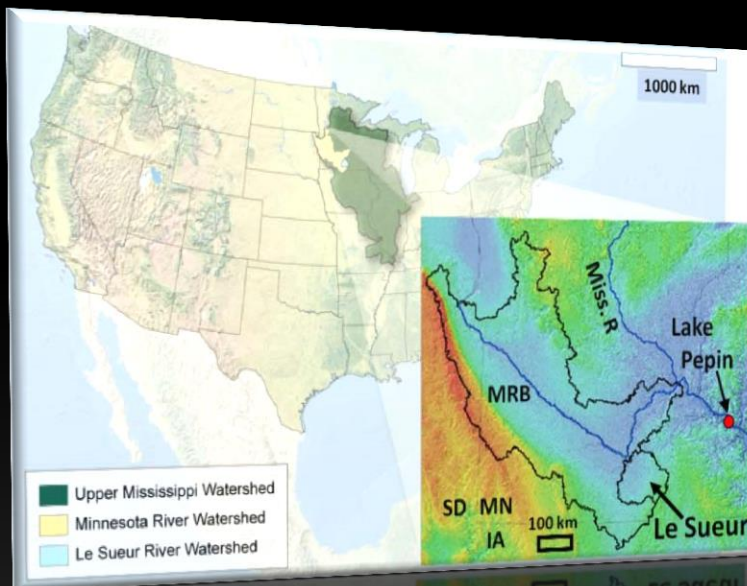 1000 km
Miss. R
Lake
Pepin
MRB
SD MN
IA
100 km
Le Sueur
Upper Mississippi Watershed
Minnesota River Watershed
Le Sueur River Watershed